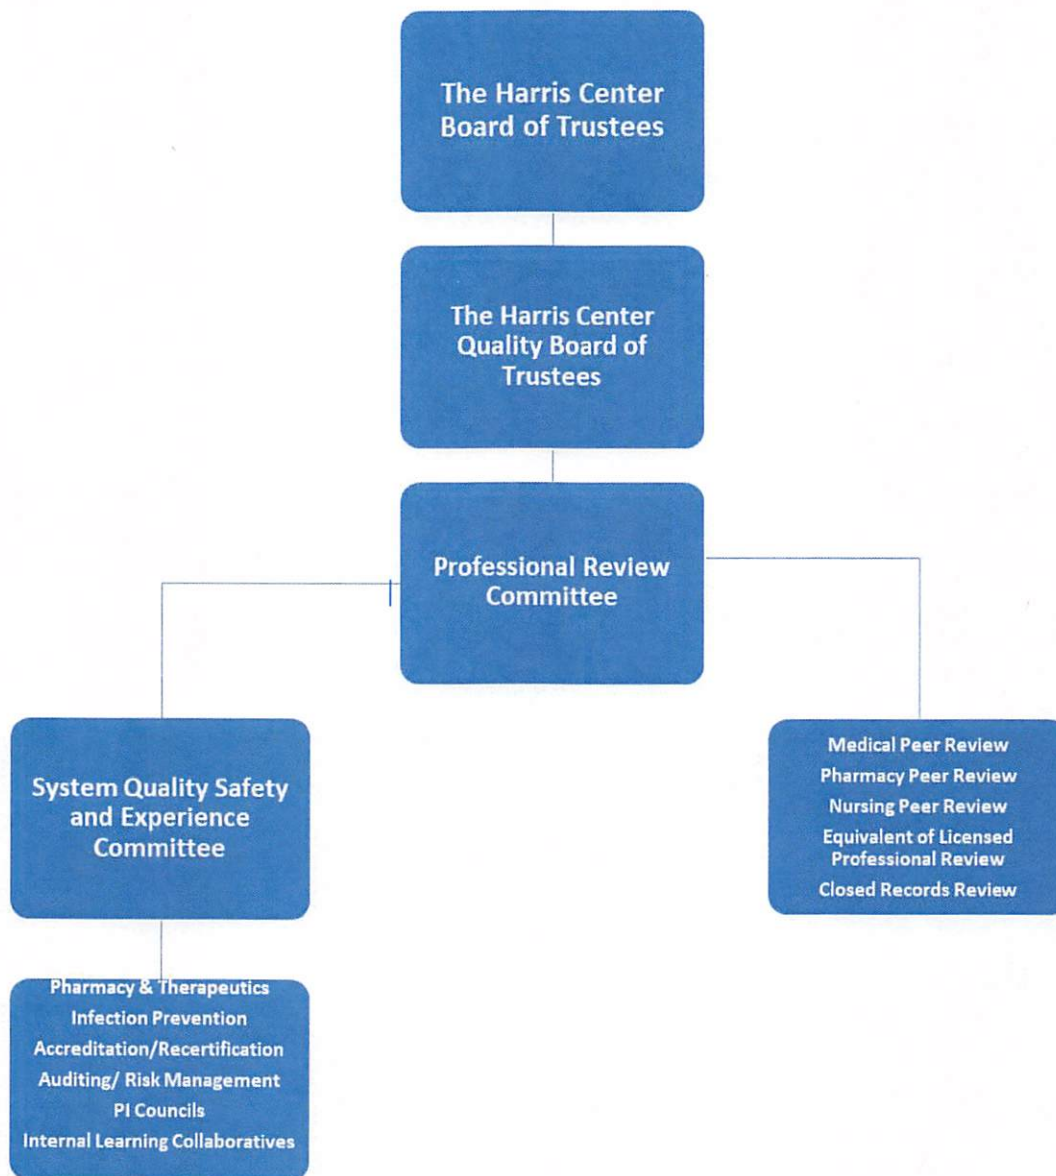 The Harris Center
Board of Trustees
The Harris Center
Quality Board of
Trustees
Professional Review
Committee
System Quality Safety
and Experience
Committee
Medical Peer Review
Pharmacy Peer Review
Nursing Peer Review
Equivalent of Licensed
Professional Review
Closed Records Review
Pharmacy & Therapeutics
Infection Prevention
Accreditation/Recertification
Auditing/ Risk Management
PI Councils
Internal Learning Collaboratives